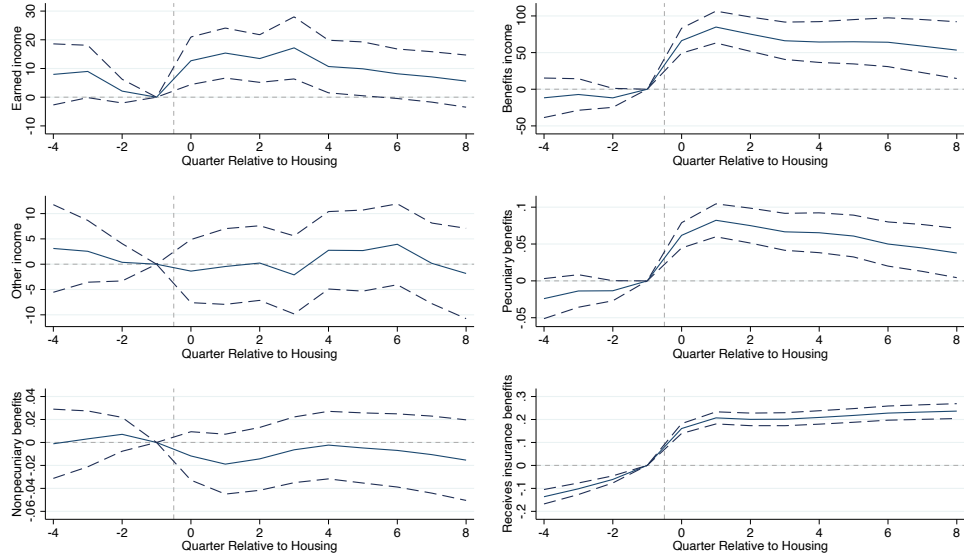 Earned income
30
20
10
0
-10
-4 -2 0 2 4 6 8
Quarter Relative to Housing
Benefits income
100
50
0
-50
-4 -2 0 2 4 6 8
Quarter Relative to Housing
Other income
10
5
0
-5
-10
-4 -2 0 2 4 6 8
Quarter Relative to Housing
Pecuniary benefits
.1
.05
0
-.05
-4 -2 0 2 4 6 8
Quarter Relative to Housing
Nonpecuniary benefits
.04
.02
0
-.02
-.04
-.06
-4 -2 0 2 4 6 8
Quarter Relative to Housing
Receives insurance benefits
.3
.2
.1
0
-.1
-.2
-4 -2 0 2 4 6 8
Quarter Relative to Housing